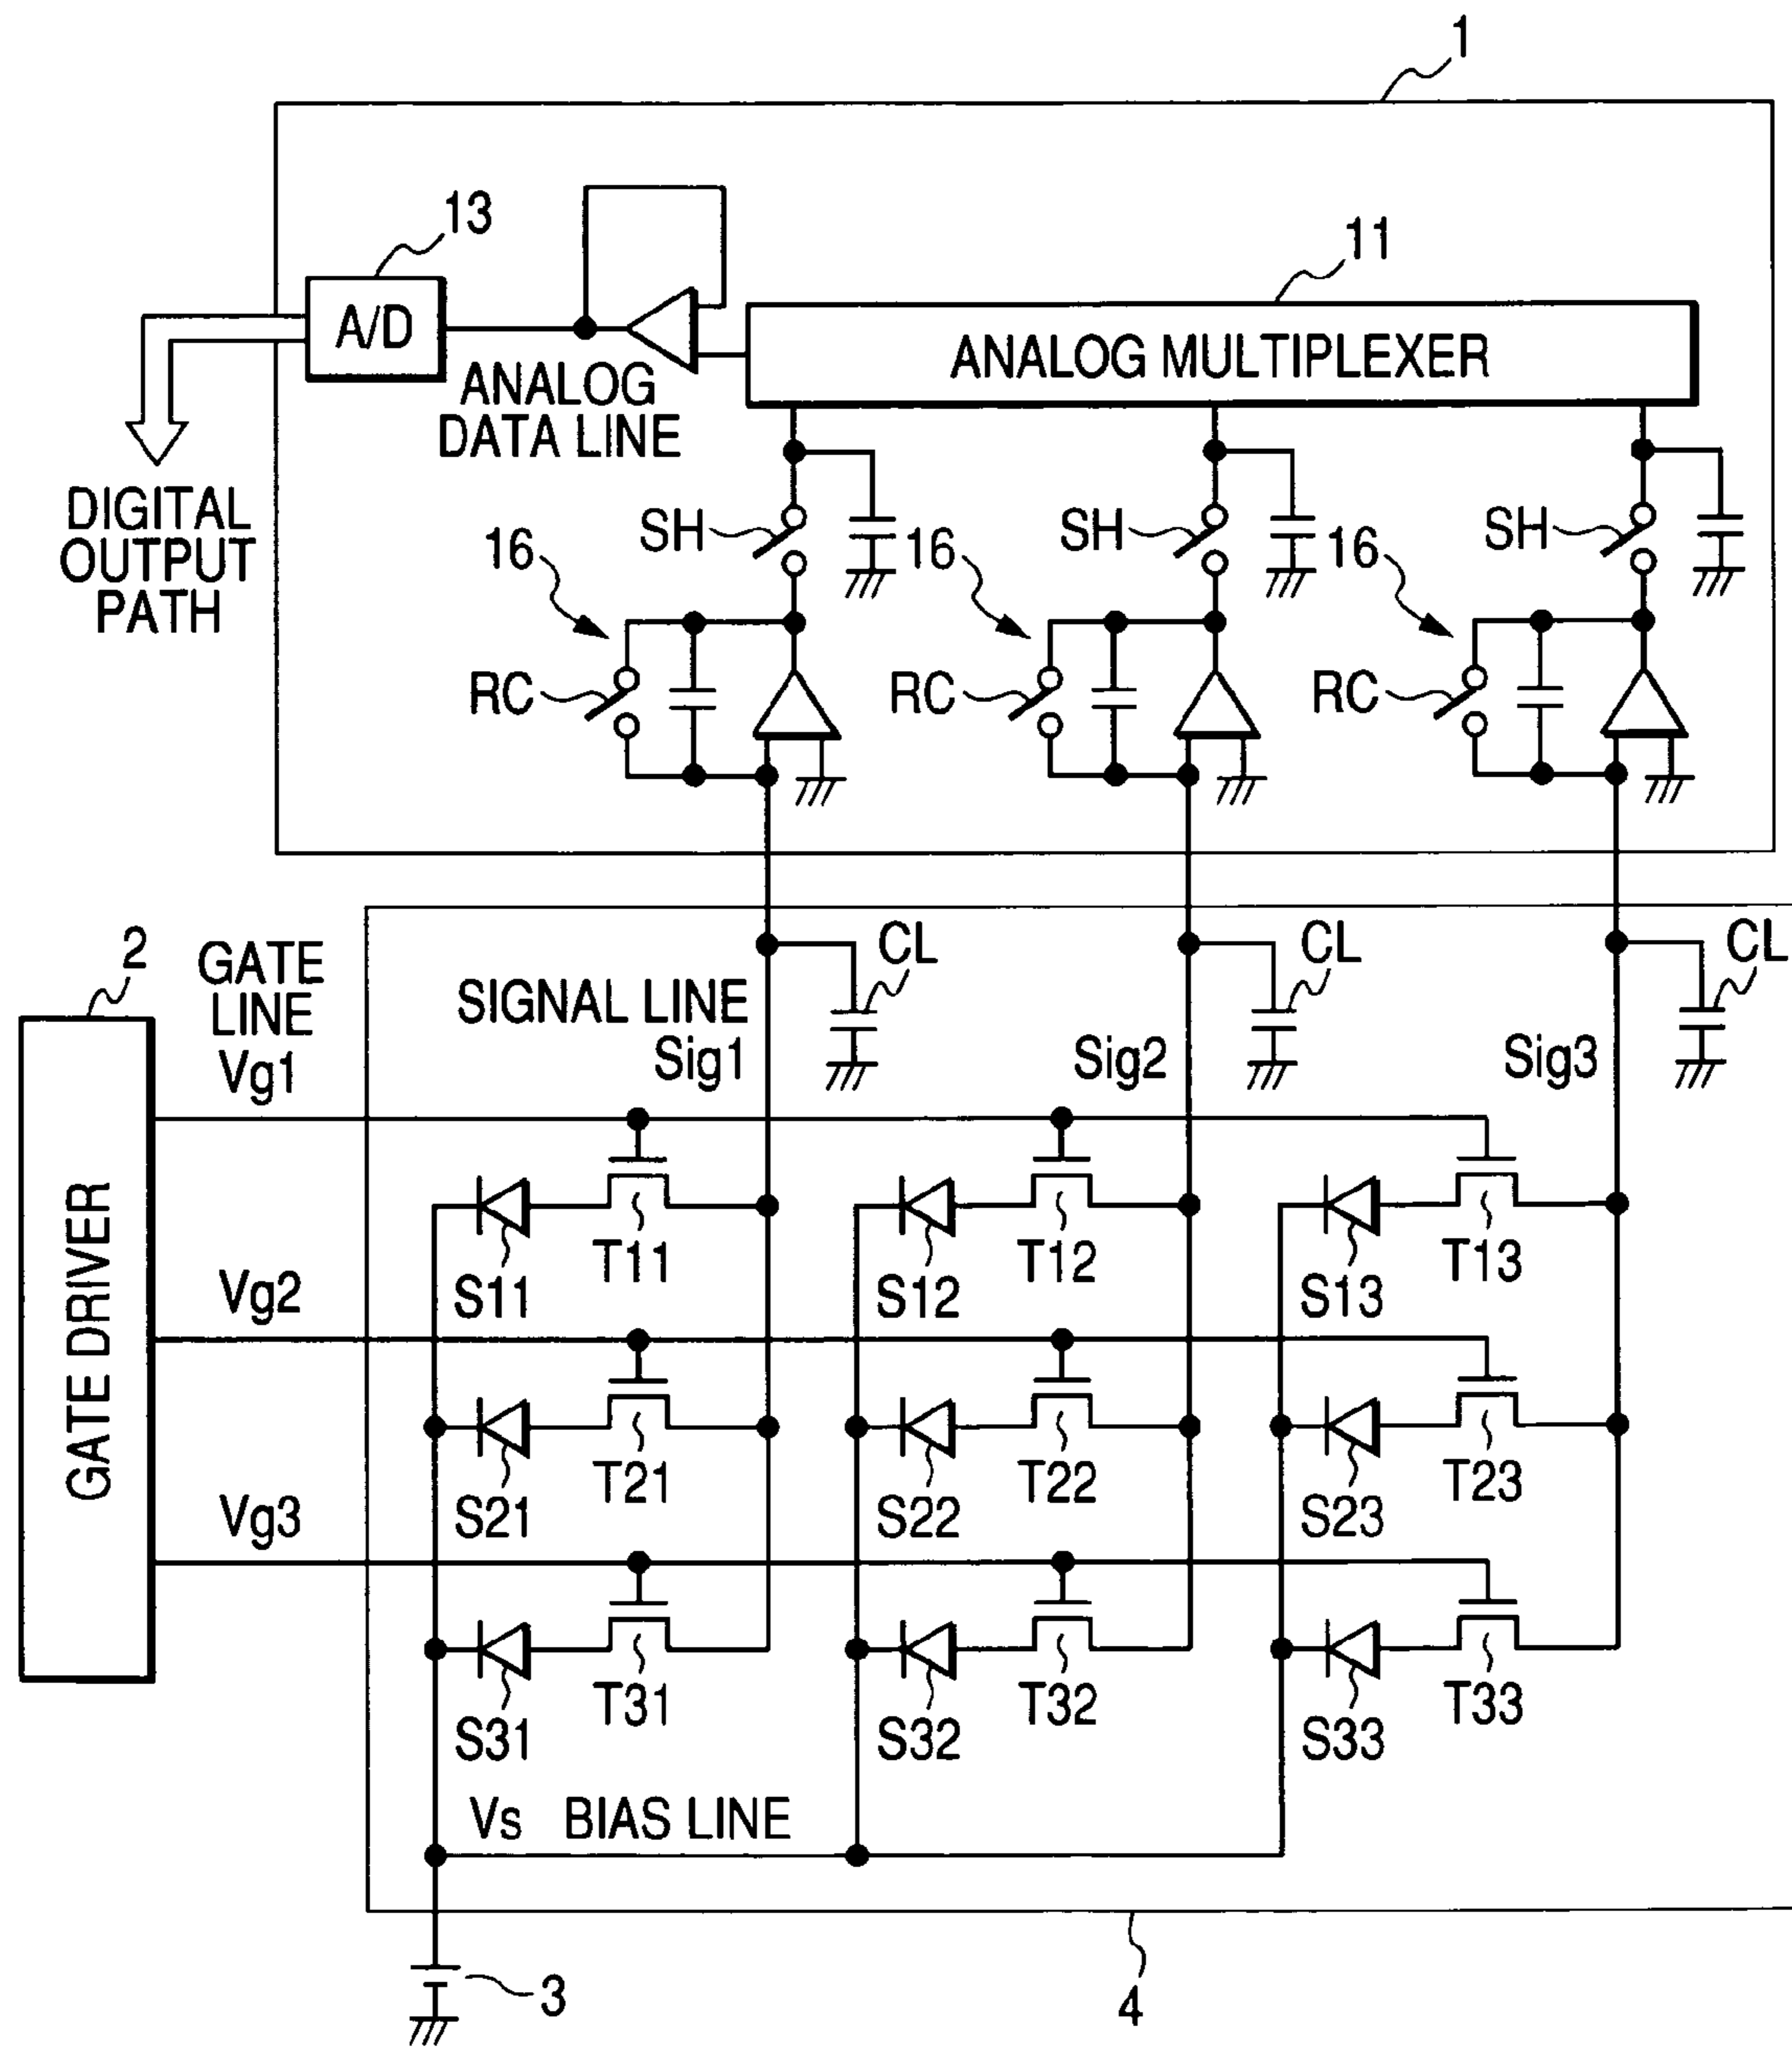 1
13
11
A/D
ANALOG MULTIPLEXER
ANALOG
DATA LINE
DIGITAL
OUTPUT
PATH
SH
SH
SH
16
16
16
RC
RC
RC
2
GATE
LINE
Vg1
SIGNAL LINE
Sig1
Sig2
Sig3
CL
CL
CL
GATE DRIVER
S11
T11
S12
T12
S13
T13
Vg2
S21
T21
S22
T22
S23
T23
Vg3
S31
T31
S32
T32
S33
T33
Vs BIAS LINE
3
4